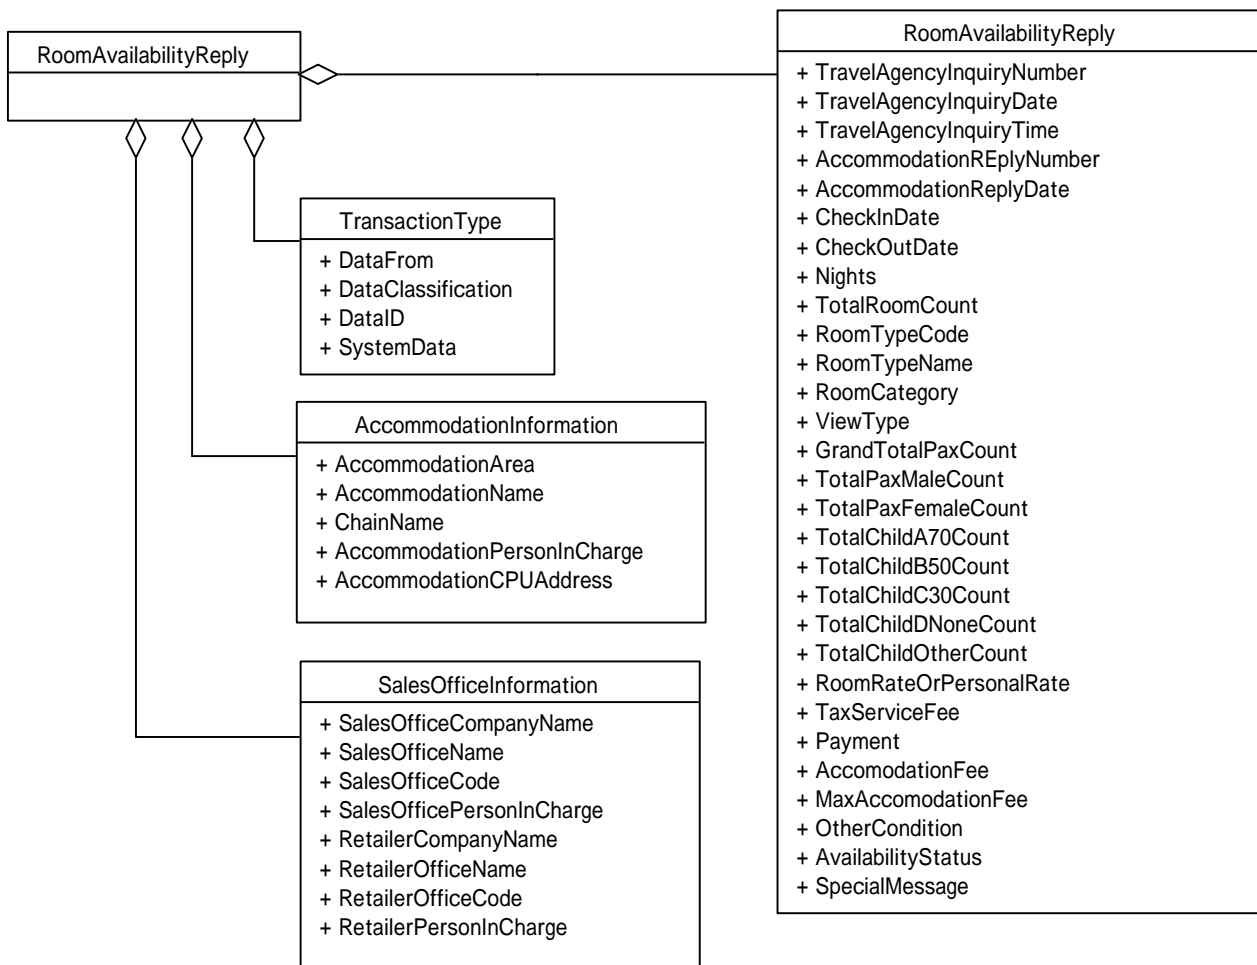 RoomAvailabilityReply
TransactionType
+ DataFrom
+ DataClassification
+ DataID
+ SystemData
AccommodationInformation
+ AccommodationArea
+ AccommodationName
+ ChainName
+ AccommodationPersonInCharge
+ AccommodationCPUAddress
SalesOfficeInformation
+ SalesOfficeCompanyName
+ SalesOfficeName
+ SalesOfficeCode
+ SalesOfficePersonInCharge
+ RetailerCompanyName
+ RetailerOfficeName
+ RetailerOfficeCode
+ RetailerPersonInCharge
RoomAvailabilityReply
+ TravelAgencyInquiryNumber
+ TravelAgencyInquiryDate
+ TravelAgencyInquiryTime
+ AccommodationREplyNumber
+ AccommodationReplyDate
+ CheckInDate
+ CheckOutDate
+ Nights
+ TotalRoomCount
+ RoomTypeCode
+ RoomTypeName
+ RoomCategory
+ ViewType
+ GrandTotalPaxCount
+ TotalPaxMaleCount
+ TotalPaxFemaleCount
+ TotalChildA70Count
+ TotalChildB50Count
+ TotalChildC30Count
+ TotalChildDNoneCount
+ TotalChildOtherCount
+ RoomRateOrPersonalRate
+ TaxServiceFee
+ Payment
+ AccomodationFee
+ MaxAccomodationFee
+ OtherCondition
+ AvailabilityStatus
+ SpecialMessage